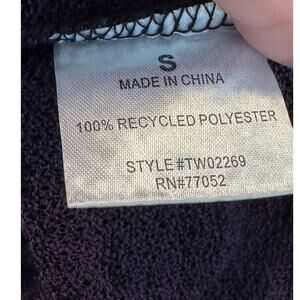 S
MADE IN CHINA
100% RECYCLED POLYESTER
STYLE #TW02269
RN#77052